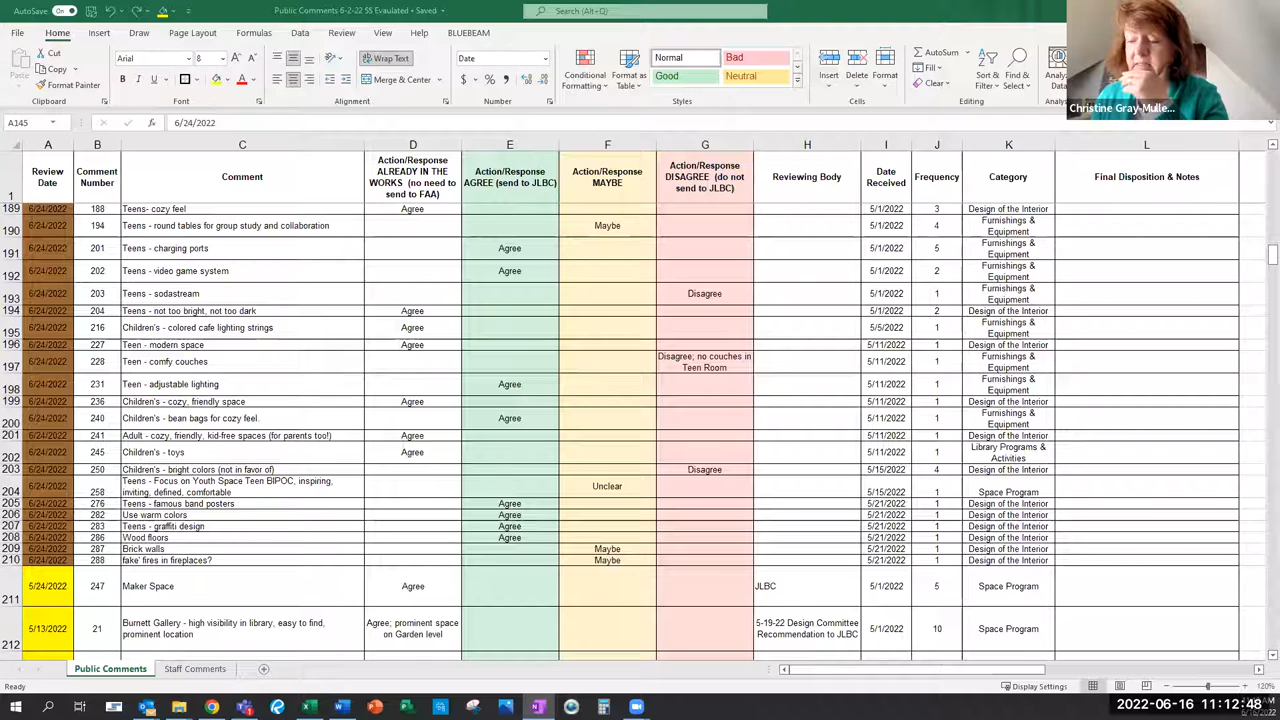 AutoSave On Public Comments 6-2-22 SS Evaulated • Saved Search (Alt+Q)
File Home Insert Draw Page Layout Formulas Data Review View Help BLUEBEAM
Cut
Copy
Format Painter
Paste
Clipboard
Arial 8
B I U
Font
Wrap Text
Merge & Center
Alignment
Date
Number
Conditional Formatting
Format as Table
Normal Bad
Good Neutral
Styles
Insert Delete Format
Cells
AutoSum
Fill
Clear
Sort & Filter
Find & Select
Editing
Christine Gray-Mulle...
A145 6/24/2022
A B C D E F G H I J K L
1 Review Date Comment Number Comment Action/Response ALREADY IN THE WORKS (no need to send to FAA) Action/Response AGREE (send to JLBC) Action/Response MAYBE Action/Response DISAGREE (do not send to JLBC) Reviewing Body Date Received Frequency Category Final Disposition & Notes
189 6/24/2022 188 Teens- cozy feel Agree 5/1/2022 3 Design of the Interior
190 6/24/2022 194 Teens - round tables for group study and collaboration Maybe 5/1/2022 4 Furnishings & Equipment
191 6/24/2022 201 Teens - charging ports Agree 5/1/2022 5 Furnishings & Equipment
192 6/24/2022 202 Teens - video game system Agree 5/1/2022 2 Furnishings & Equipment
193 6/24/2022 203 Teens - sodastream Disagree 5/1/2022 1 Furnishings & Equipment
194 6/24/2022 204 Teens - not too bright, not too dark Agree 5/1/2022 2 Design of the Interior
195 6/24/2022 216 Children's - colored cafe lighting strings Agree 5/5/2022 1 Furnishings & Equipment
196 6/24/2022 227 Teen - modern space Agree 5/11/2022 1 Design of the Interior
197 6/24/2022 228 Teen - comfy couches Disagree; no couches in Teen Room 5/11/2022 1 Furnishings & Equipment
198 6/24/2022 231 Teen - adjustable lighting Agree 5/11/2022 1 Furnishings & Equipment
199 6/24/2022 236 Children's - cozy, friendly space Agree 5/11/2022 1 Design of the Interior
200 6/24/2022 240 Children's - bean bags for cozy feel. Agree 5/11/2022 1 Furnishings & Equipment
201 6/24/2022 241 Adult - cozy, friendly, kid-free spaces (for parents too!) Agree 5/11/2022 1 Design of the Interior
202 6/24/2022 245 Children's - toys Agree 5/11/2022 1 Library Programs & Activities
203 6/24/2022 250 Children's - bright colors (not in favor of) Disagree 5/15/2022 4 Design of the Interior
204 6/24/2022 258 Teens - Focus on Youth Space Teen BIPOC, inspiring, inviting, defined, comfortable Unclear 5/15/2022 1 Space Program
205 6/24/2022 276 Teens - famous band posters Agree 5/21/2022 1 Design of the Interior
206 6/24/2022 282 Use warm colors Agree 5/21/2022 1 Design of the Interior
207 6/24/2022 283 Teens - graffiti design Agree 5/21/2022 1 Design of the Interior
208 6/24/2022 286 Wood floors Agree 5/21/2022 1 Design of the Interior
209 6/24/2022 287 Brick walls Maybe 5/21/2022 1 Design of the Interior
210 6/24/2022 288 fake' fires in fireplaces? Maybe 5/21/2022 1 Design of the Interior
211 5/24/2022 247 Maker Space Agree JLBC 5/1/2022 5 Space Program
212 5/13/2022 21 Burnett Gallery - high visibility in library, easy to find, prominent location Agree; prominent space on Garden level 5-19-22 Design Committee Recommendation to JLBC 5/1/2022 10 Space Program
Public Comments Staff Comments
Ready Display Settings 120%
2022-06-16 11:12:48